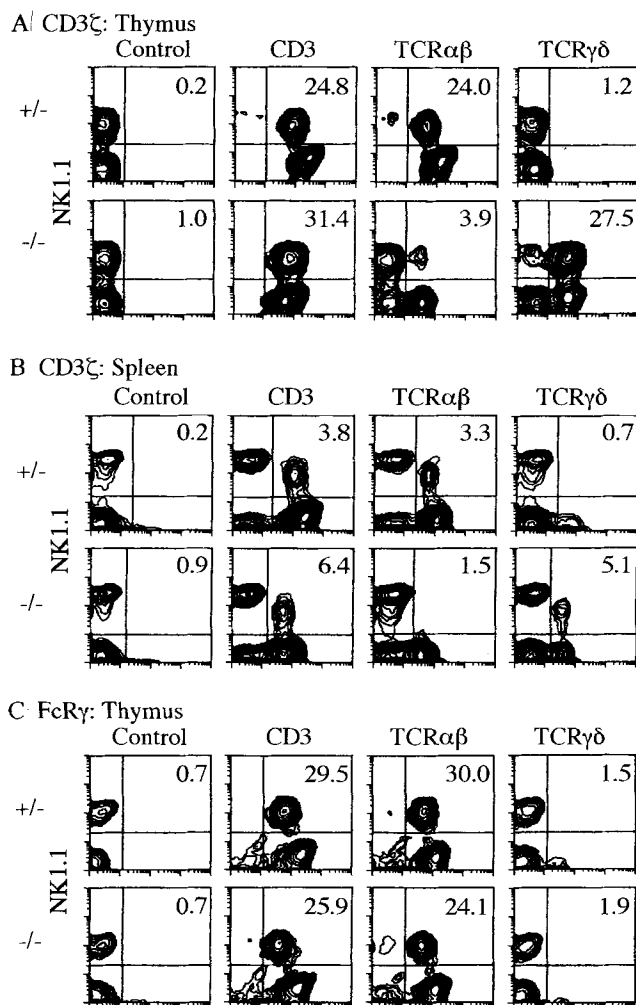 A CD3ζ: Thymus
Control CD3 TCRαβ TCRγδ
+/- 0.2 24.8 24.0 1.2
NK1.1
-/- 1.0 31.4 3.9 27.5
B CD3ζ: Spleen
Control CD3 TCRαβ TCRγδ
+/- 0.2 3.8 3.3 0.7
NK1.1
-/- 0.9 6.4 1.5 5.1
C FcRγ: Thymus
Control CD3 TCRαβ TCRγδ
+/- 0.7 29.5 30.0 1.5
NK1.1
-/- 0.7 25.9 24.1 1.9